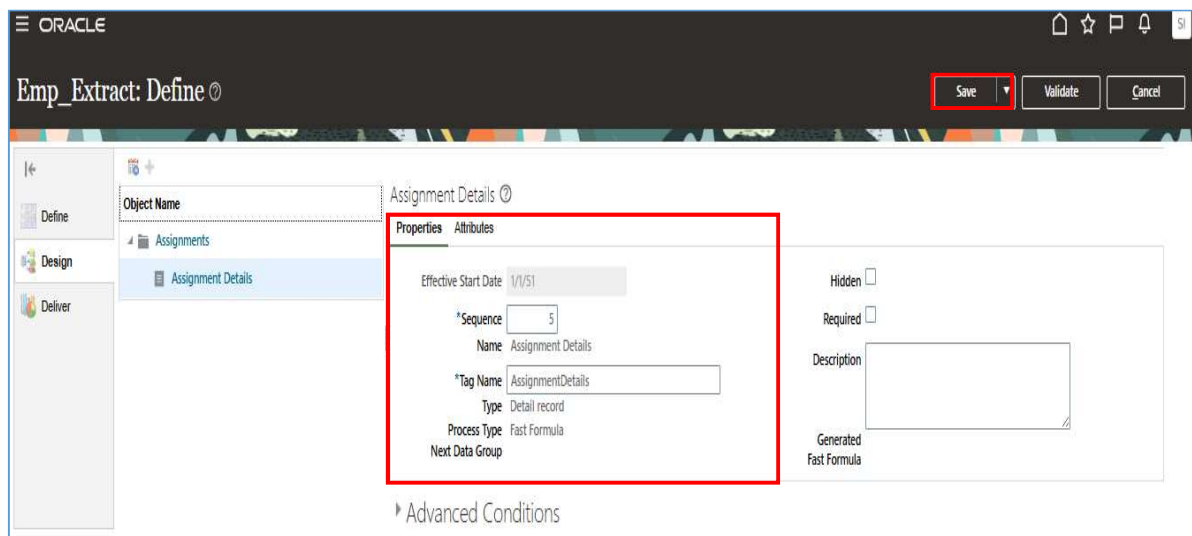 ORACLE
SI
Emp_Extract: Define
Save
Validate
Cancel
Define
Design
Deliver
Object Name
Assignments
Assignment Details
Assignment Details
Properties Attributes
Effective Start Date 1/1/51
*Sequence 5
Name Assignment Details
*Tag Name AssignmentDetails
Type Detail record
Process Type Fast Formula
Next Data Group
Hidden
Required
Description
Generated
Fast Formula
Advanced Conditions